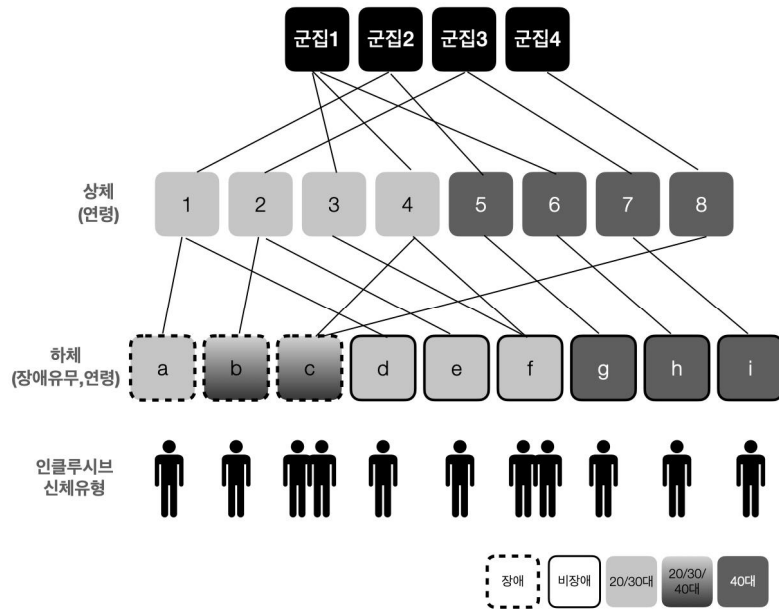 군집1 군집2 군집3 군집4
상체
(연령)
1 2 3 4 5 6 7 8
하체
(장애유무,연령)
a b c d e f g h i
인클루시브
신체유형
장애 비장애 20/30대 20/30/
40대 40대